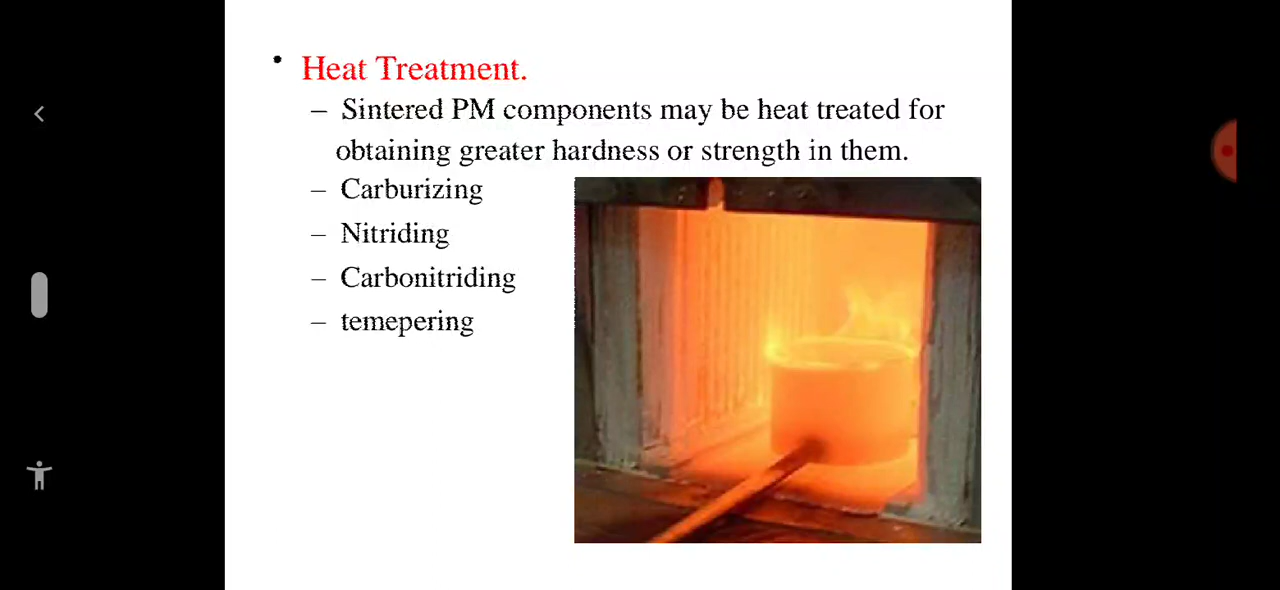 • Heat Treatment.
– Sintered PM components may be heat treated for
obtaining greater hardness or strength in them.
– Carburizing
– Nitriding
– Carbonitriding
– temepering